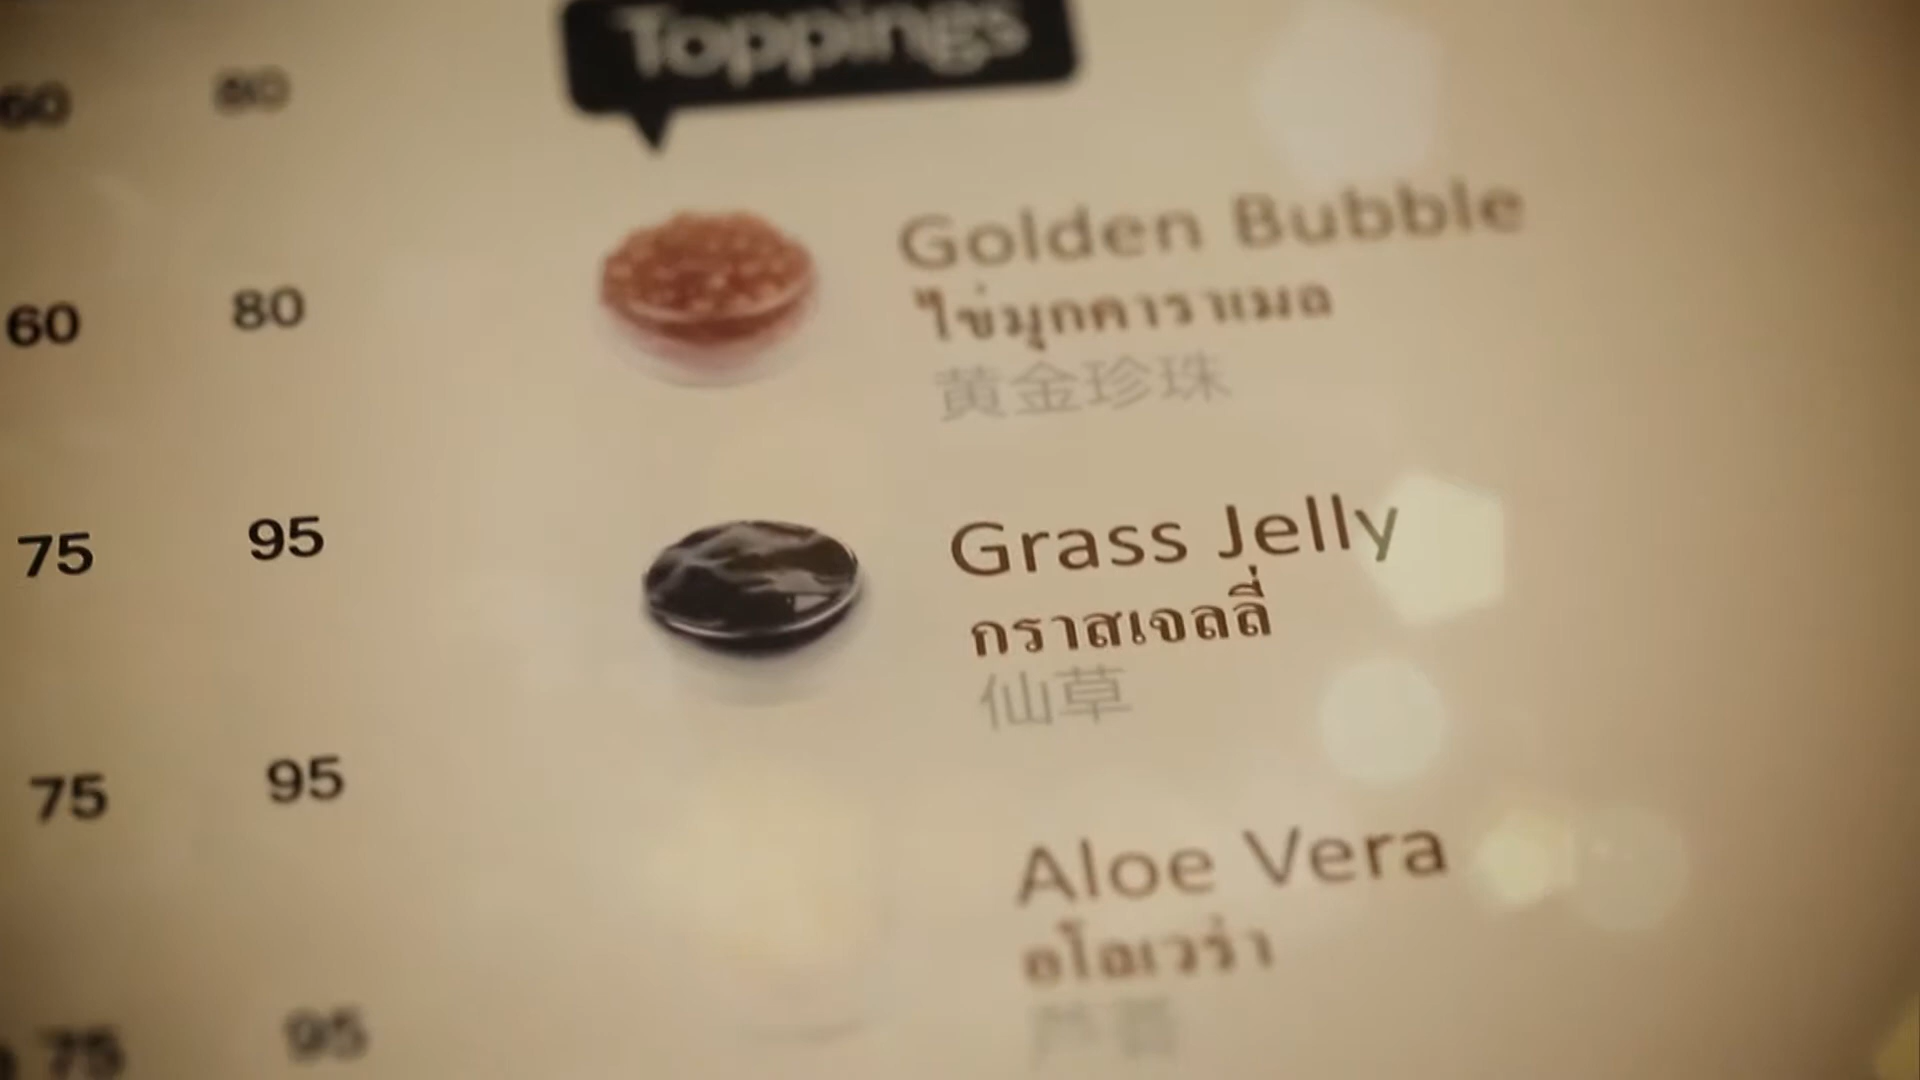 Toppings
60 80
Golden Bubble
ไข่มุกคาราเมล
黄金珍珠
60 80
75 95
Grass Jelly
กราสเจลลี่
仙草
75 95
Aloe Vera
อโลเวร่า
75 95